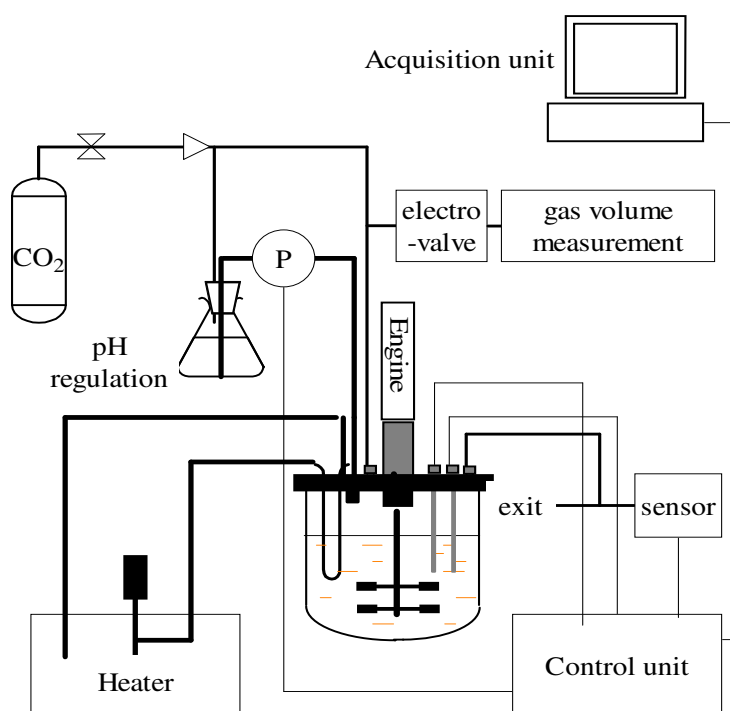 Acquisition unit
CO₂
electro
-valve
gas volume
measurement
P
Engine
pH
regulation
exit
sensor
Heater
Control unit